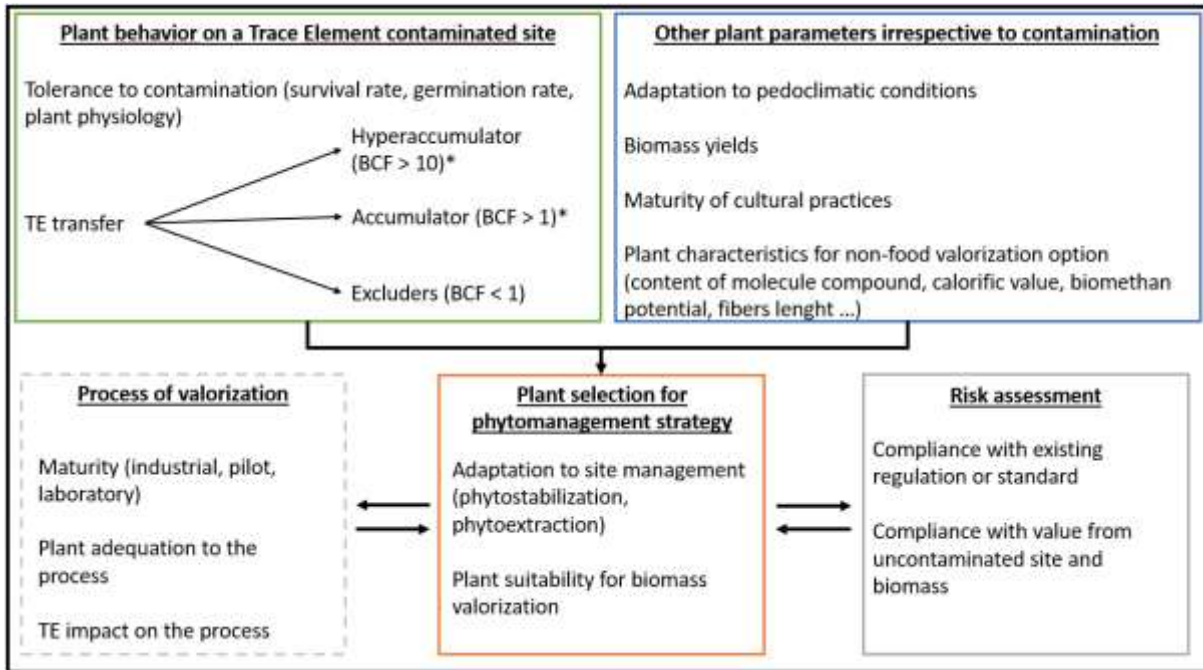 Plant behavior on a Trace Element contaminated site
Tolerance to contamination (survival rate, germination rate,
plant physiology)
TE transfer
Hyperaccumulator
(BCF > 10)*
Accumulator (BCF > 1)*
Excluders (BCF < 1)
Other plant parameters irrespective to contamination
Adaptation to pedoclimatic conditions
Biomass yields
Maturity of cultural practices
Plant characteristics for non-food valorization option
(content of molecule compound, calorific value, biomethan
potential, fibers lenght ...)
Process of valorization
Maturity (industrial, pilot,
laboratory)
Plant adequation to the
process
TE impact on the process
Plant selection for
phytomanagement strategy
Adaptation to site management
(phytostabilization,
phytoextraction)
Plant suitability for biomass
valorization
Risk assessment
Compliance with existing
regulation or standard
Compliance with value from
uncontaminated site and
biomass